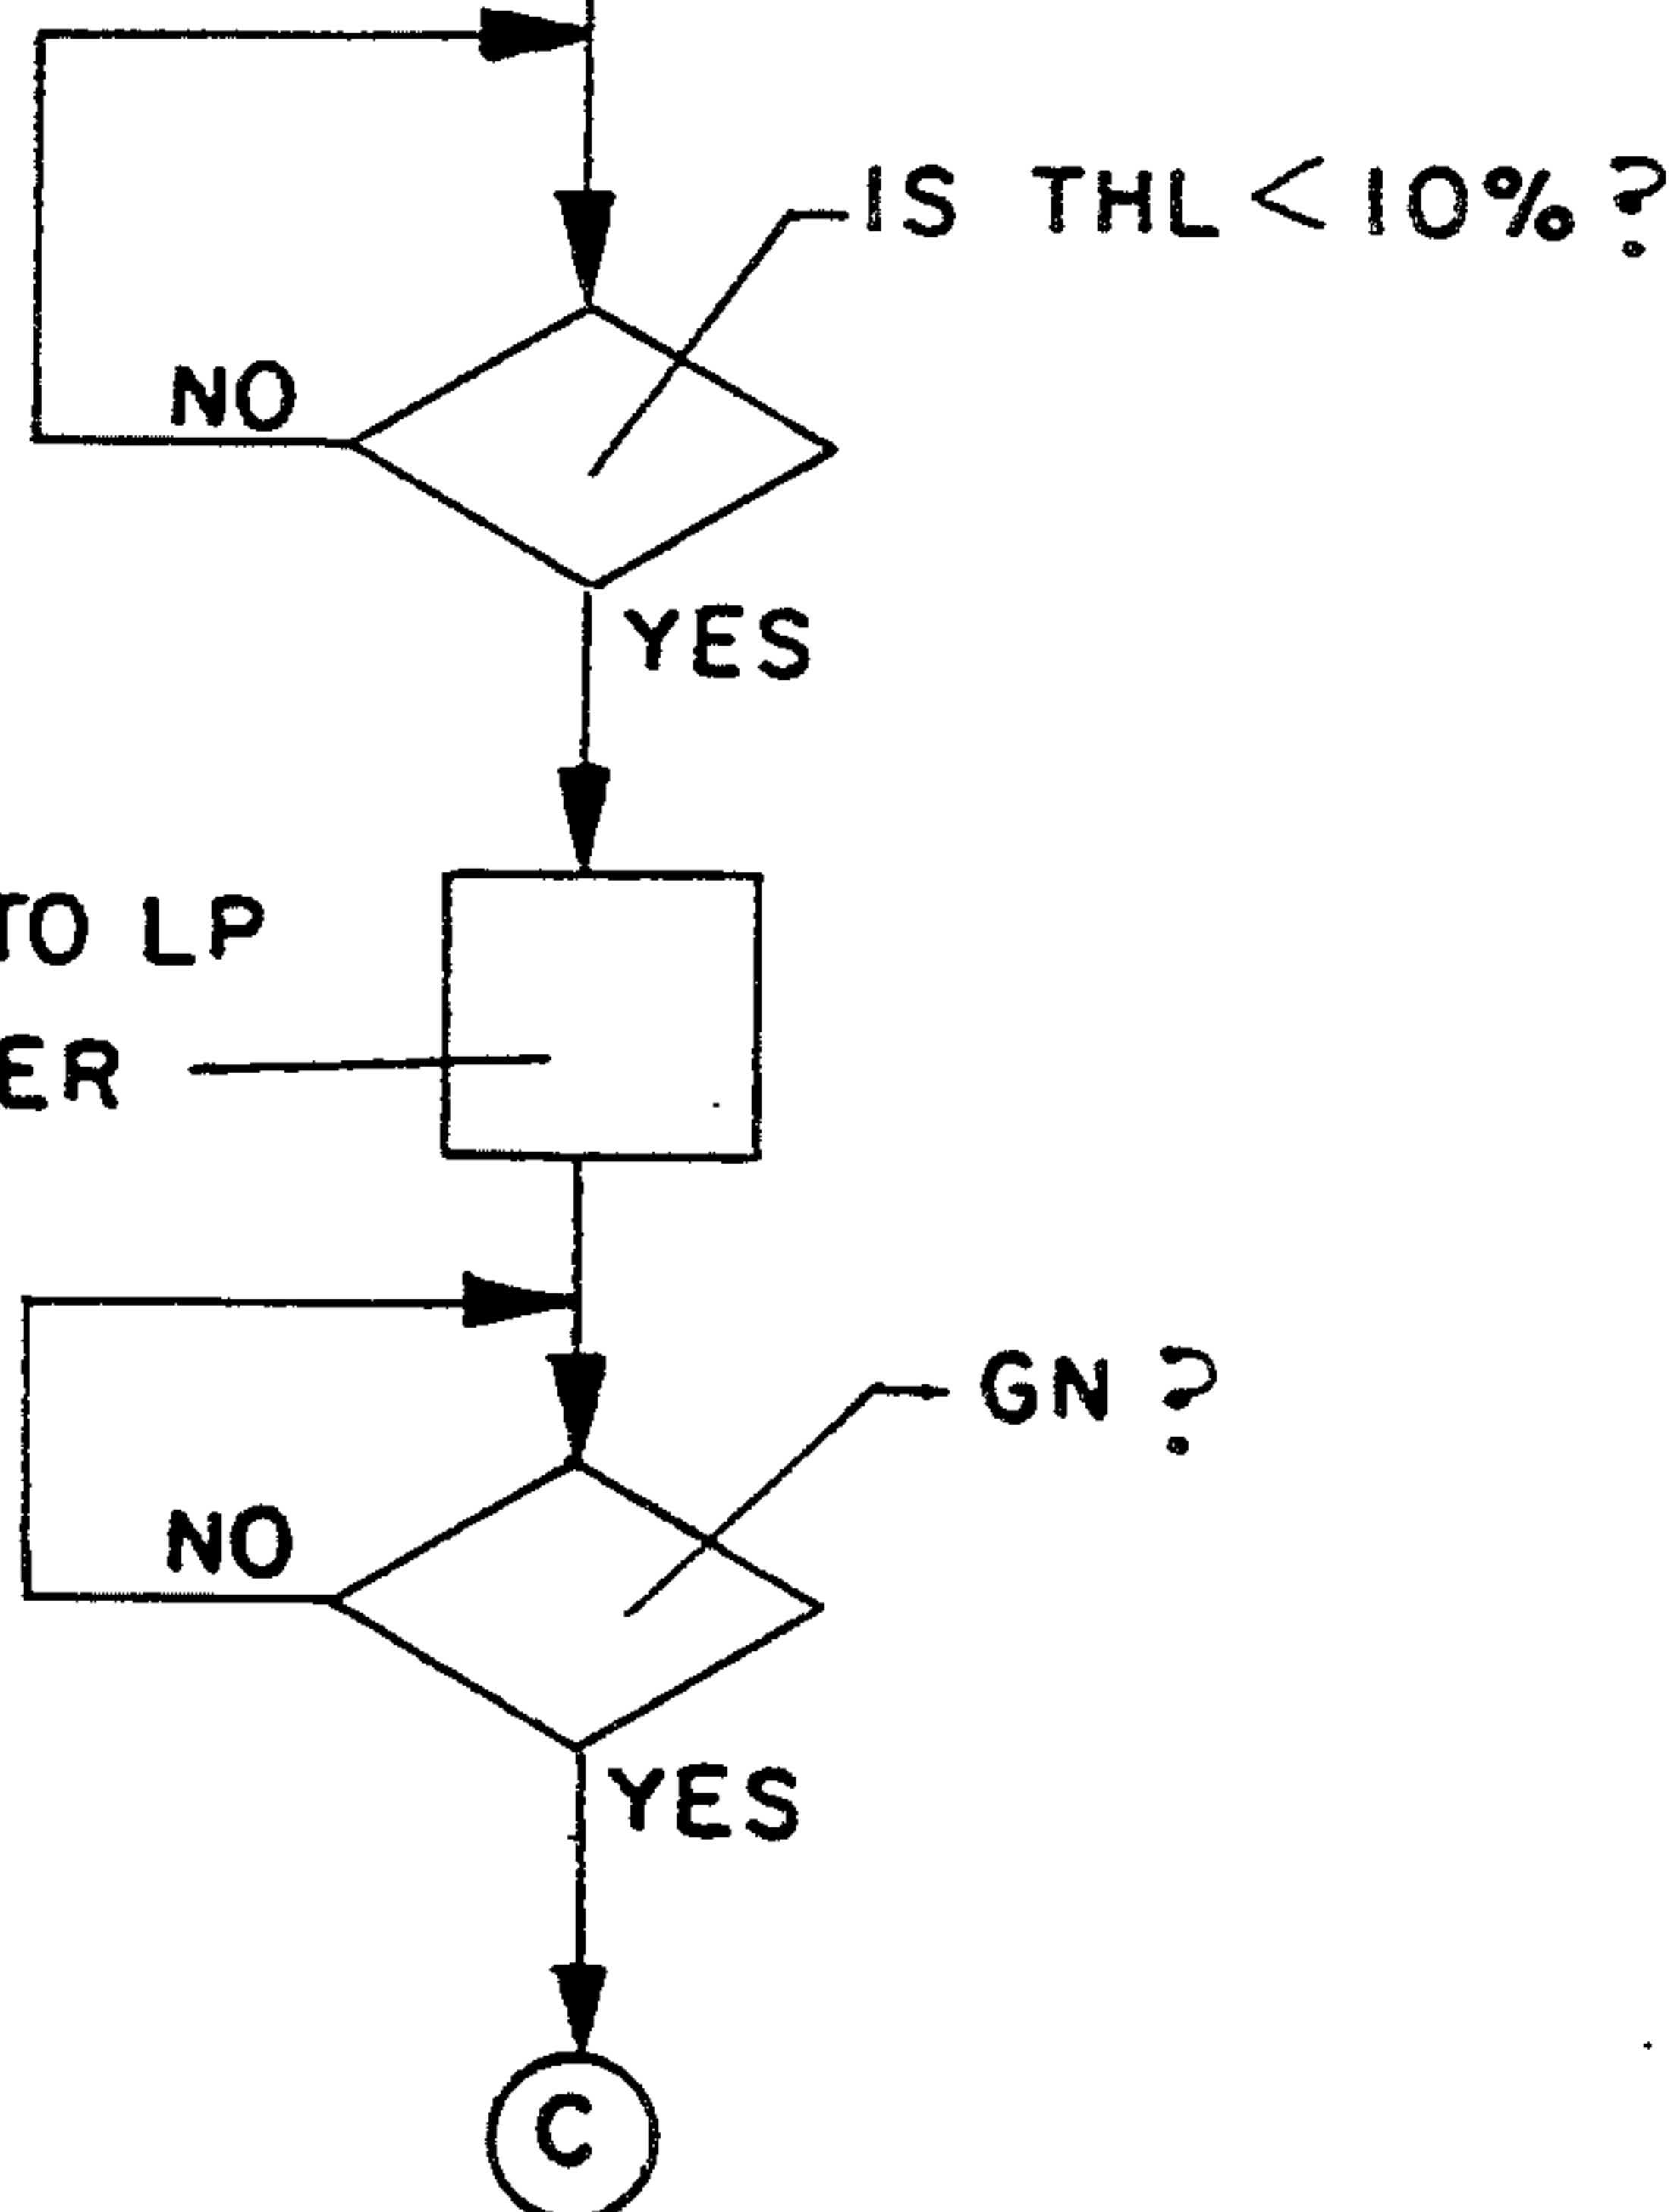 IS THL < 10% ?
NO
YES
TO LP
ER
GN ?
NO
YES
C